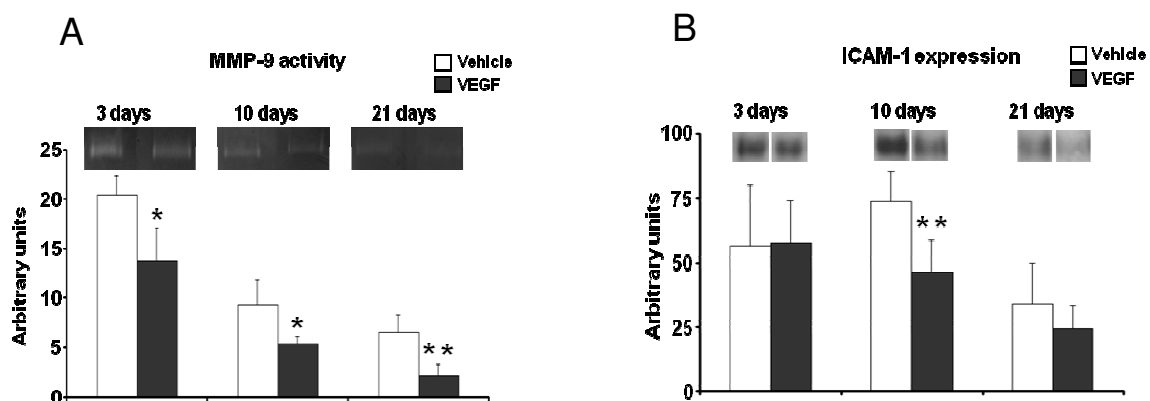 A
MMP-9 activity
Vehicle
VEGF
3 days 10 days 21 days
25
20
15
10
5
0
Arbitrary units
*
*
**
B
ICAM-1 expression
Vehicle
VEGF
3 days 10 days 21 days
100
75
50
25
0
Arbitrary units
**